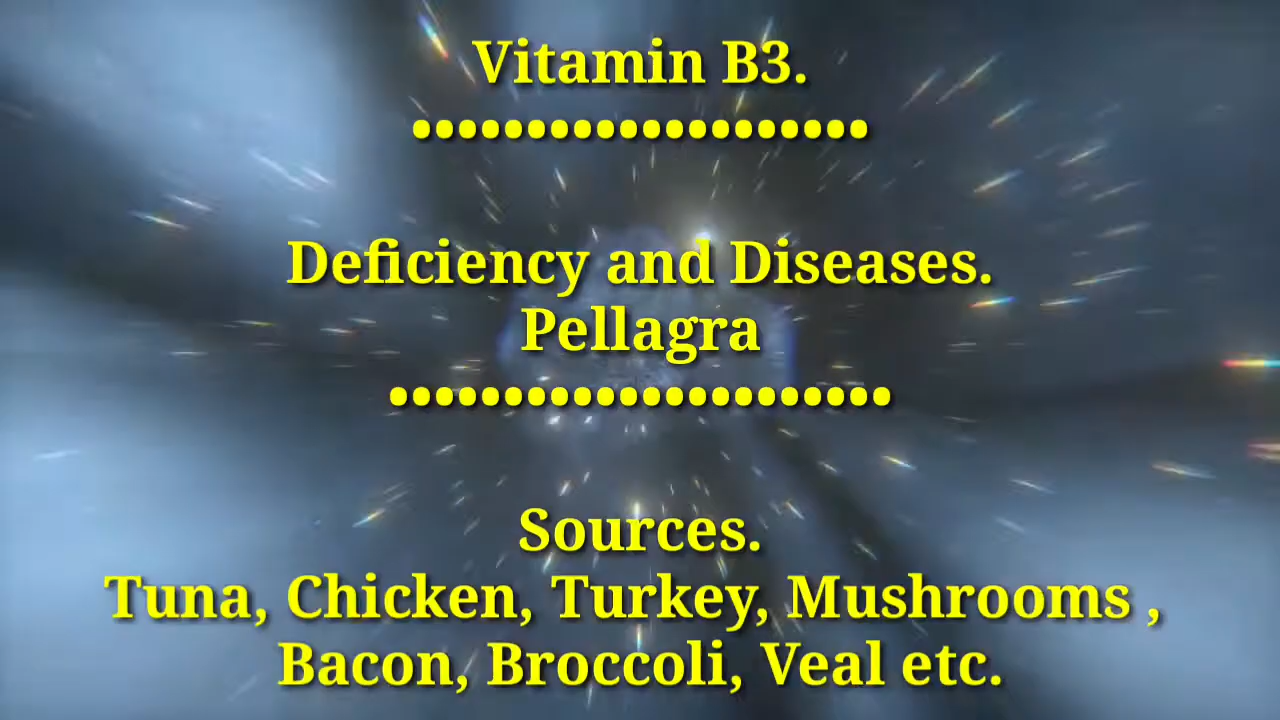 Vitamin B3.
••••••••••••••••••••
Deficiency and Diseases.
Pellagra
••••••••••••••••••••••
Sources.
Tuna, Chicken, Turkey, Mushrooms ,
Bacon, Broccoli, Veal etc.